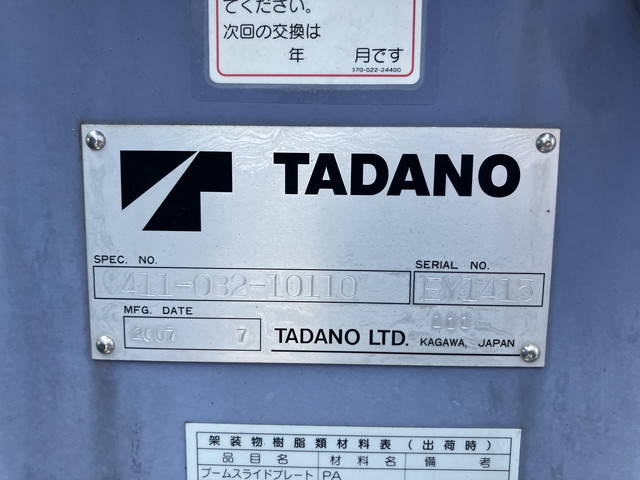 てください。
次回の交換は
年 月です
370-022-24400
TADANO
SPEC. NO.
411-032-10110
SERIAL NO.
EY1415
MFG. DATE
2007 7
TADANO LTD. KAGAWA, JAPAN
架装物樹脂類材料表(出荷時)
品目名 材料名 備考
ブームスライドプレート PA